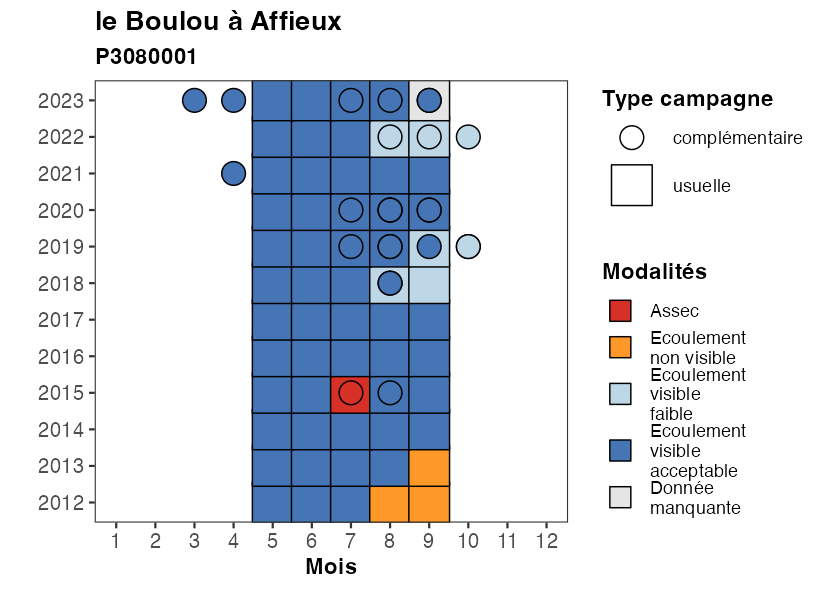 le Boulou à Affieux
P3080001
2023
2022
2021
2020
2019
2018
2017
2016
2015
2014
2013
2012
1 2 3 4 5 6 7 8 9 10 11 12
Mois
Type campagne
complémentaire
usuelle
Modalités
Assec
Ecoulement
non visible
Ecoulement
visible
faible
Ecoulement
visible
acceptable
Donnée
manquante